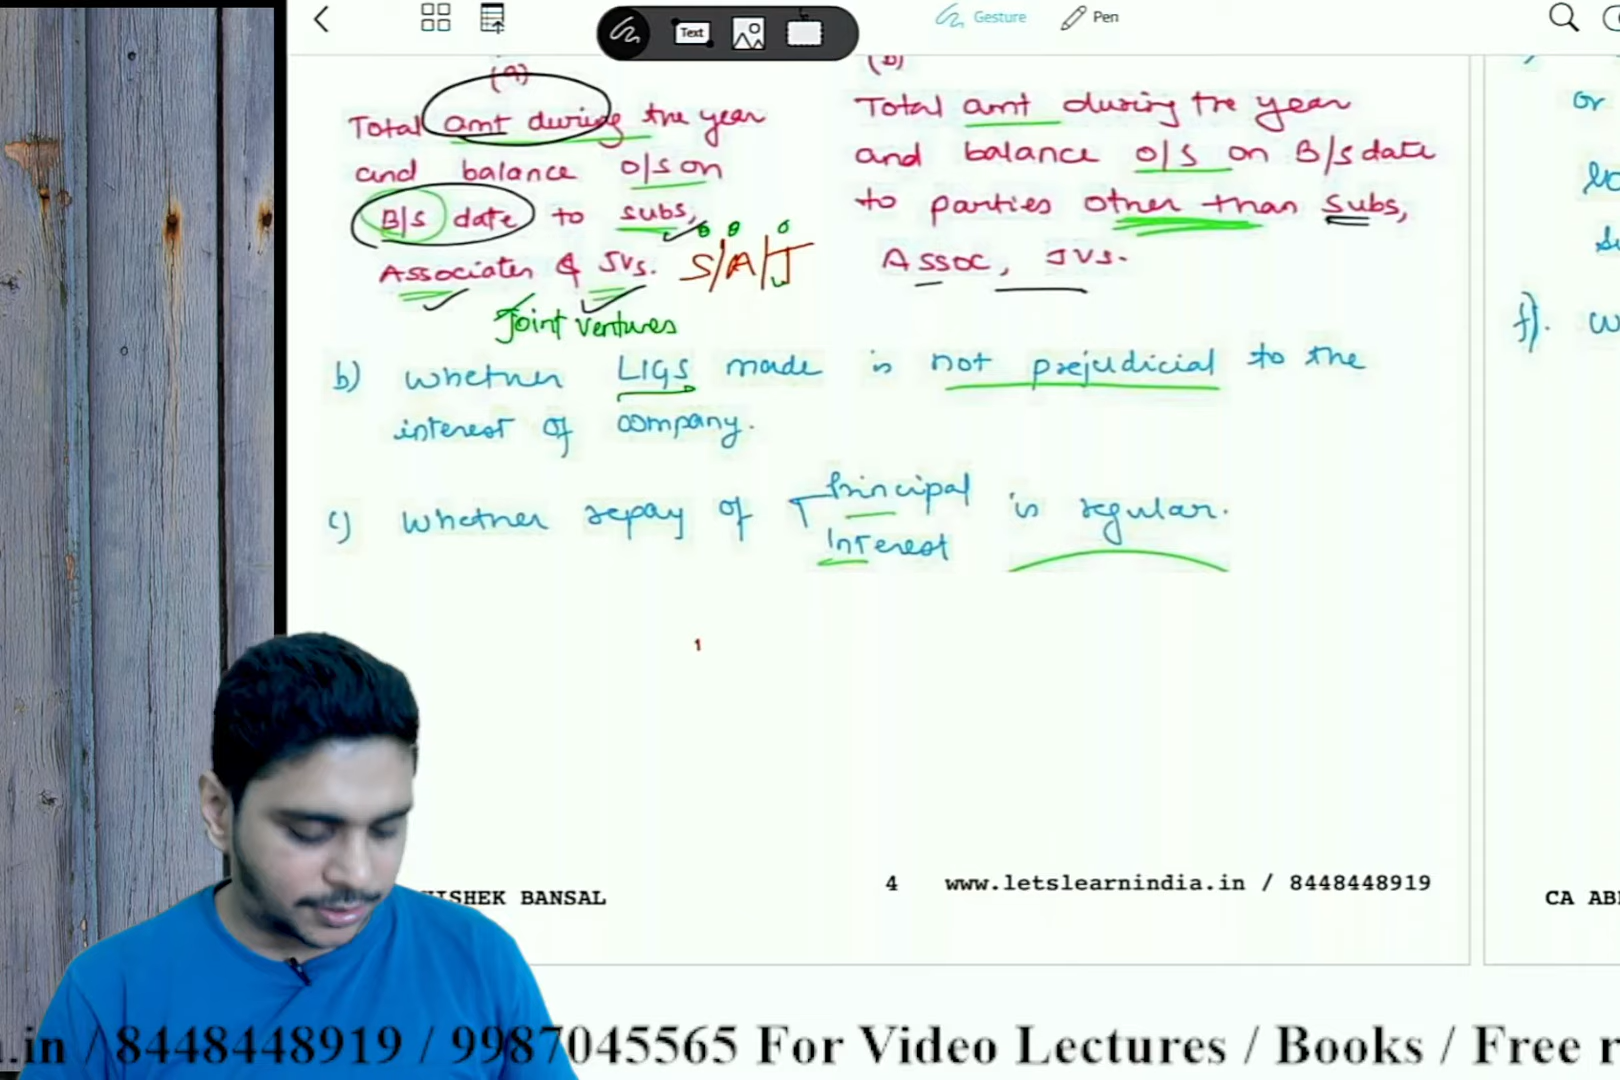 Text
Gesture
Pen
(a)
Total amt during the year
and balance o/s on
B/s date to subs,
Associates & JVs. S/A/J
Joint ventures
(b)
Total amt during the year
and balance o/s on B/s date
to parties other than subs,
Assoc, JVs.
b) whether LIGS made is not prejudicial to the
interest of company.
c) whether repay of Principal
Interest is regular.
or
f).
ISHEK BANSAL
4 www.letslearnindia.in / 8448448919
CA ABI
.in / 8448448919 / 9987045565 For Video Lectures / Books / Free r